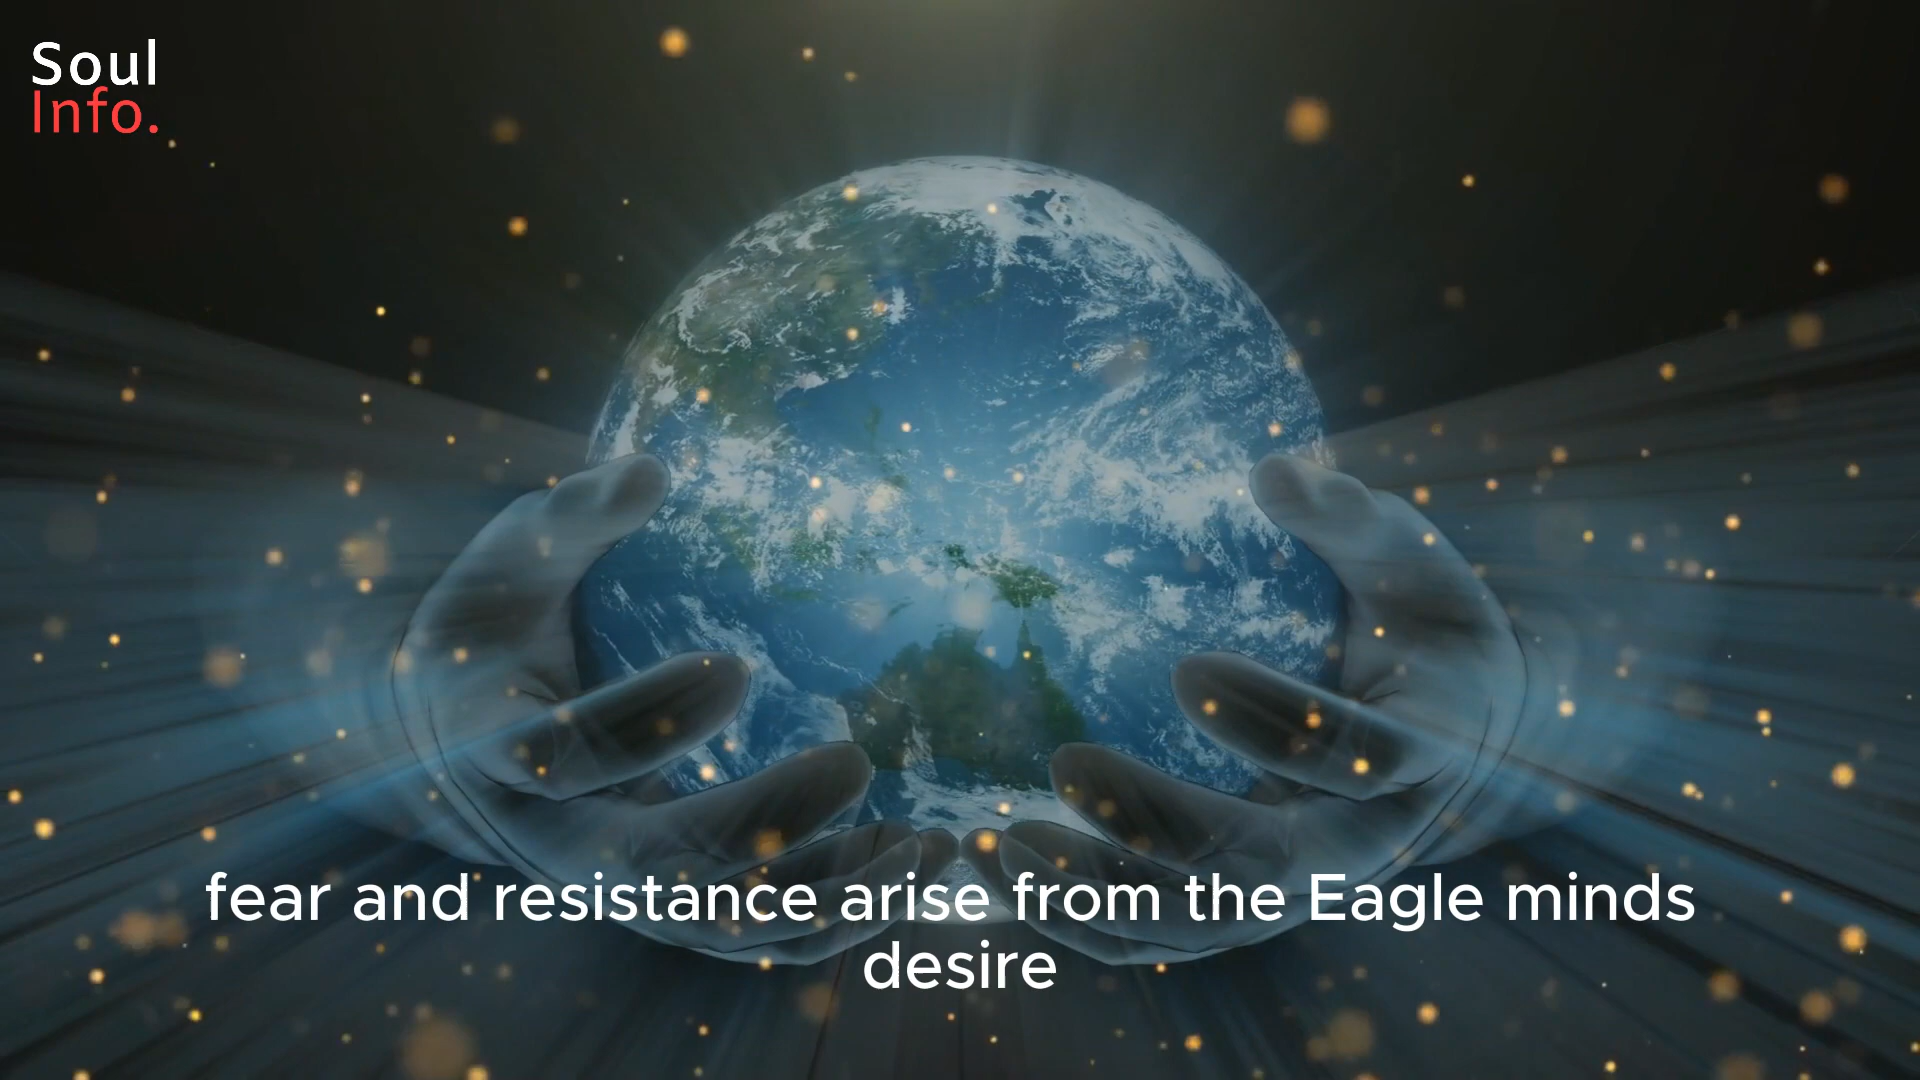 Soul
Info.
fear and resistance arise from the Eagle minds
desire